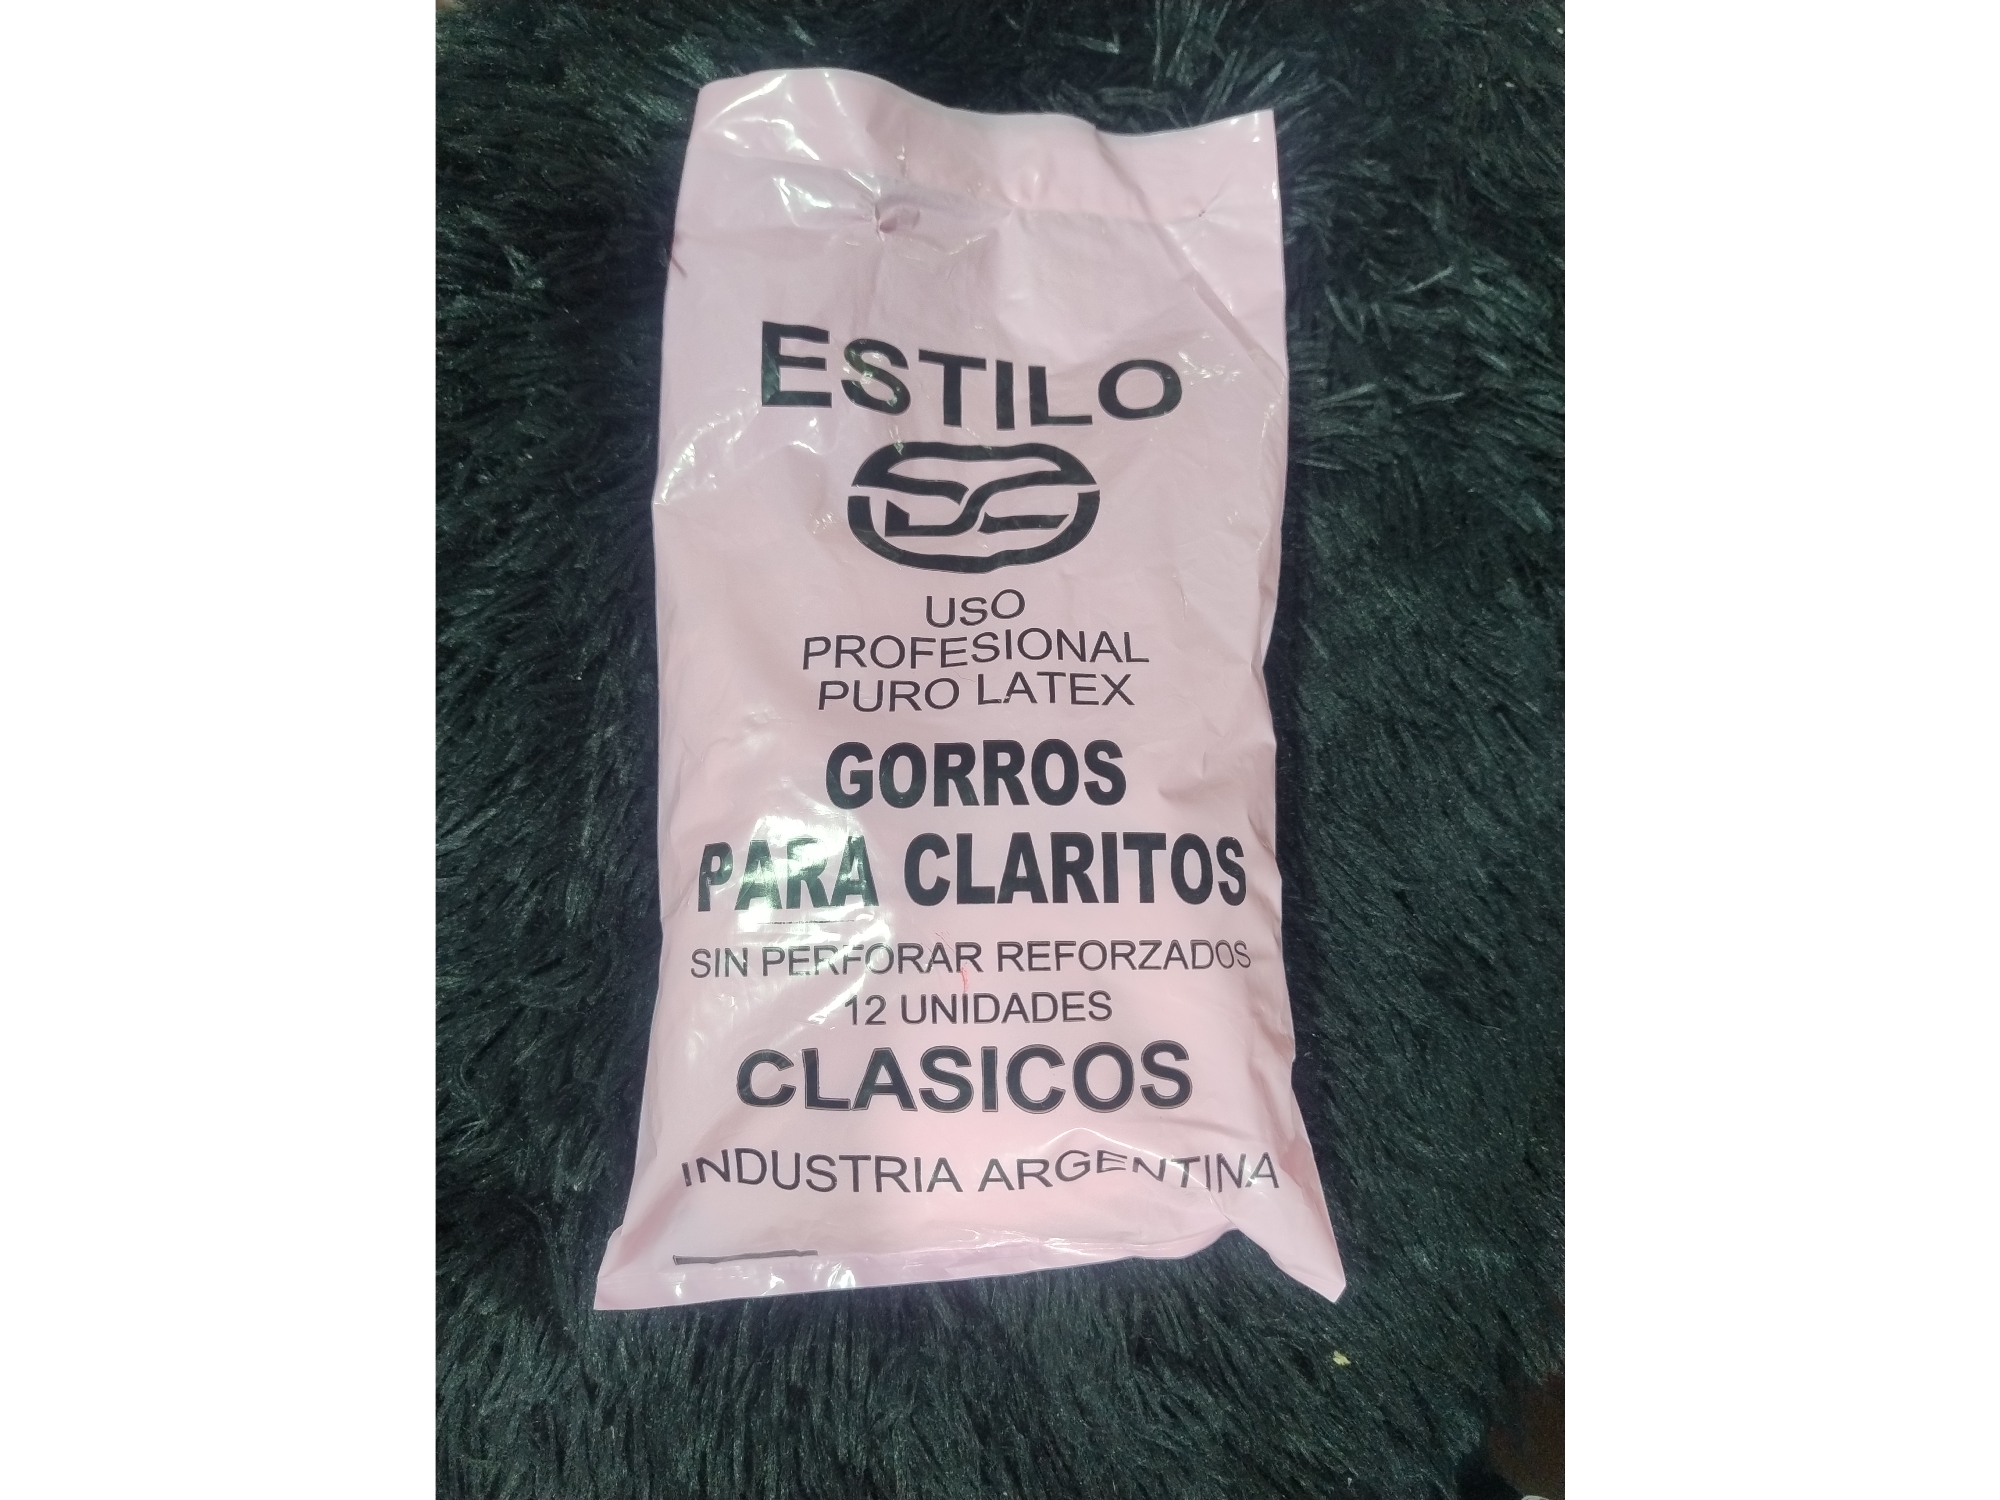 ESTILO
USO
PROFESIONAL
PURO LATEX
GORROS
PARA CLARITOS
SIN PERFORAR REFORZADOS
12 UNIDADES
CLASICOS
INDUSTRIA ARGENTINA